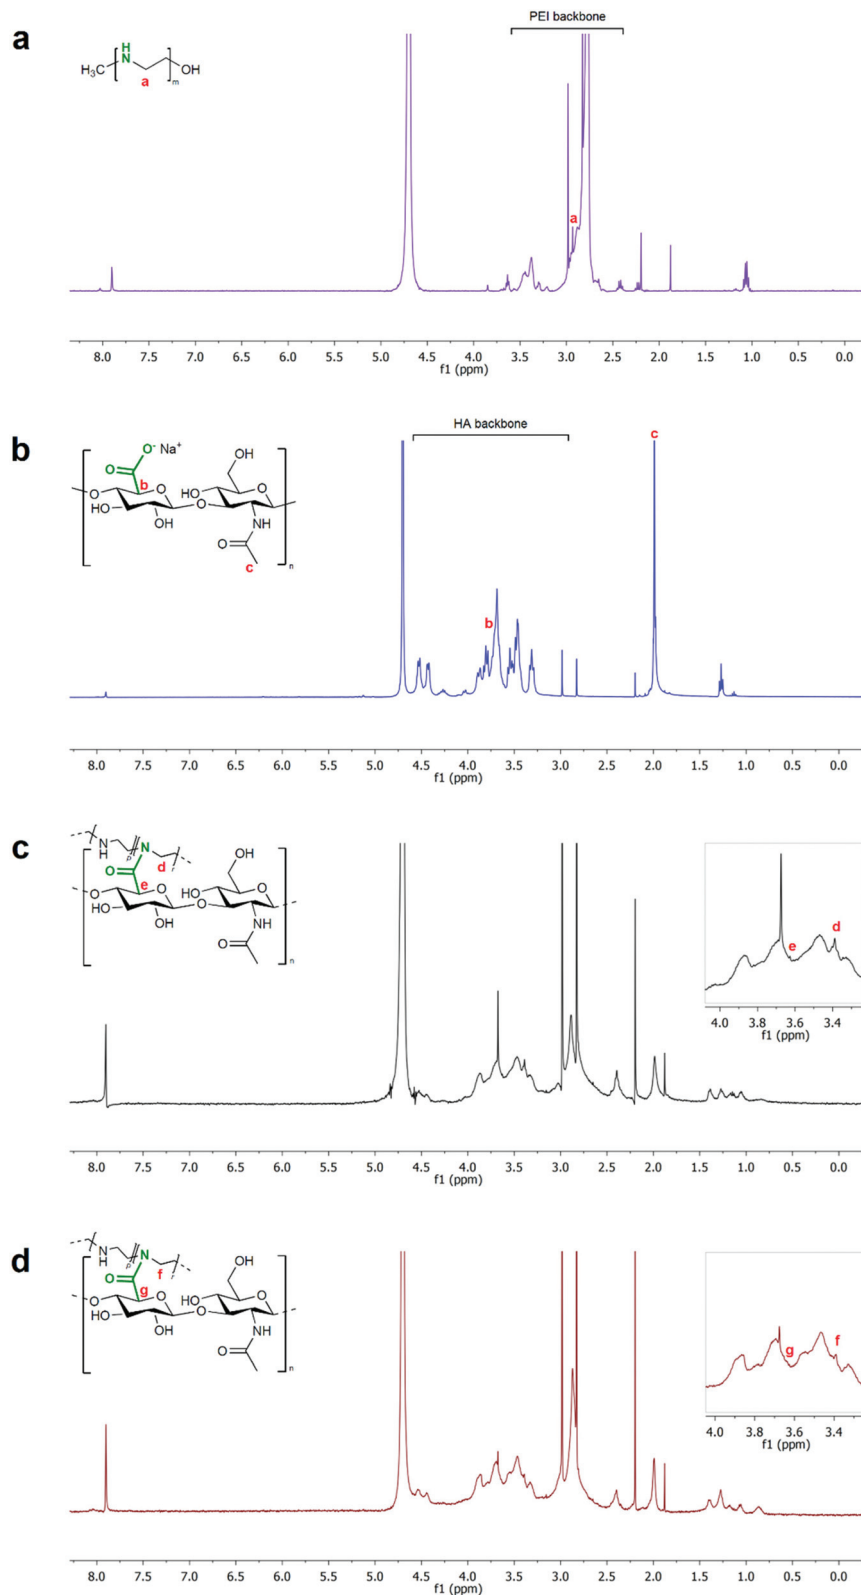 a
PEI backbone
H
N
H₃C
OH
m
a
a
8.0 7.5 7.0 6.5 6.0 5.5 5.0 4.5 4.0 3.5 3.0 2.5 2.0 1.5 1.0 0.5 0.0
f1 (ppm)
b
HA backbone
c
O⁻ Na⁺
O
b
OH
O
O
HO
O
HO
OH
O
HO
NH
O
c
n
b
8.0 7.5 7.0 6.5 6.0 5.5 5.0 4.5 4.0 3.5 3.0 2.5 2.0 1.5 1.0 0.5 0.0
f1 (ppm)
c
N
H
p
N
d
r
O
e
OH
O
O
HO
O
HO
OH
O
HO
NH
O
n
d
e
4.0 3.8 3.6 3.4
f1 (ppm)
8.0 7.5 7.0 6.5 6.0 5.5 5.0 4.5 4.0 3.5 3.0 2.5 2.0 1.5 1.0 0.5 0.0
f1 (ppm)
d
N
H
p
N
f
r
O
g
OH
O
O
HO
O
HO
OH
O
HO
NH
O
n
f
g
4.0 3.8 3.6 3.4
f1 (ppm)
8.0 7.5 7.0 6.5 6.0 5.5 5.0 4.5 4.0 3.5 3.0 2.5 2.0 1.5 1.0 0.5 0.0
f1 (ppm)